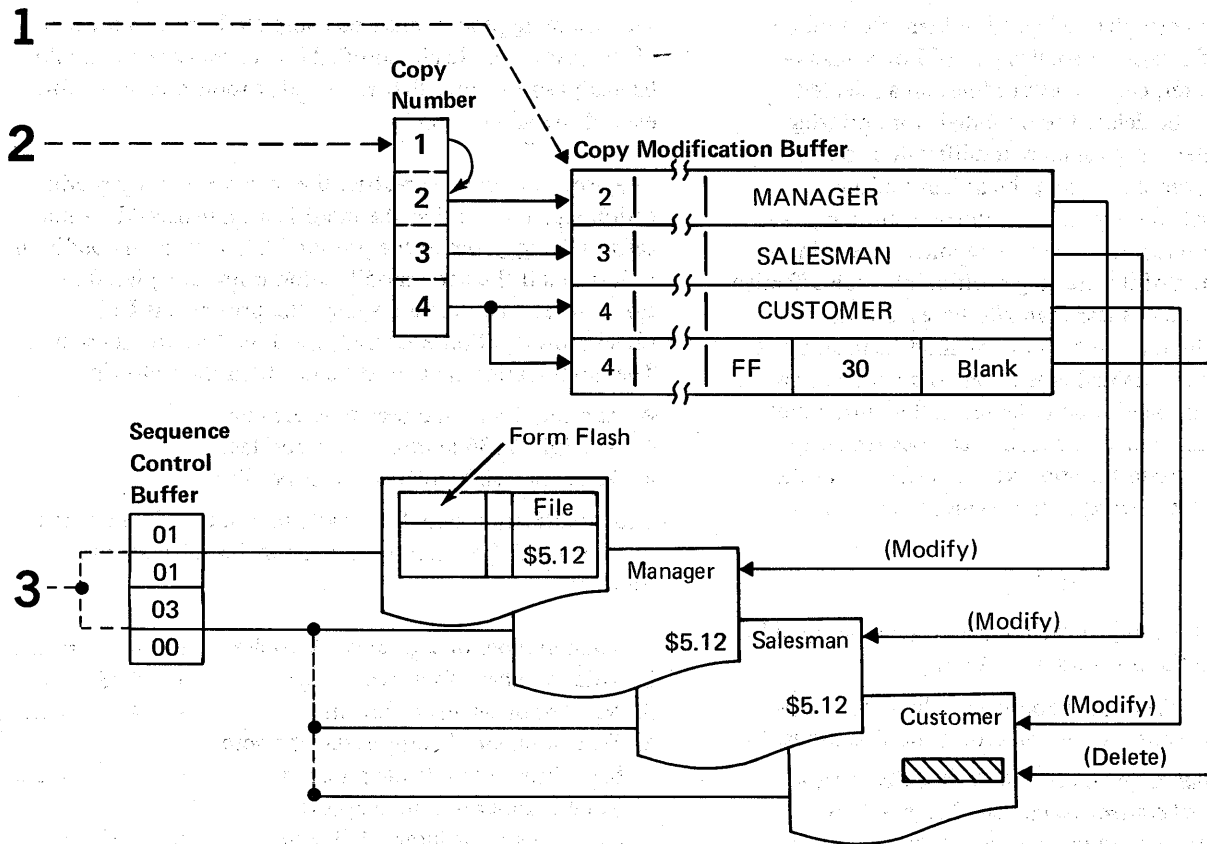 1
Copy
Number
2
1
2
3
4
Copy Modification Buffer
2 MANAGER
3 SALESMAN
4 CUSTOMER
4 FF 30 Blank
Sequence
Control
Buffer
01
01
03
00
3
Form Flash
File
$5.12
Manager
$5.12
Salesman
$5.12
Customer
(Modify)
(Modify)
(Modify)
(Delete)